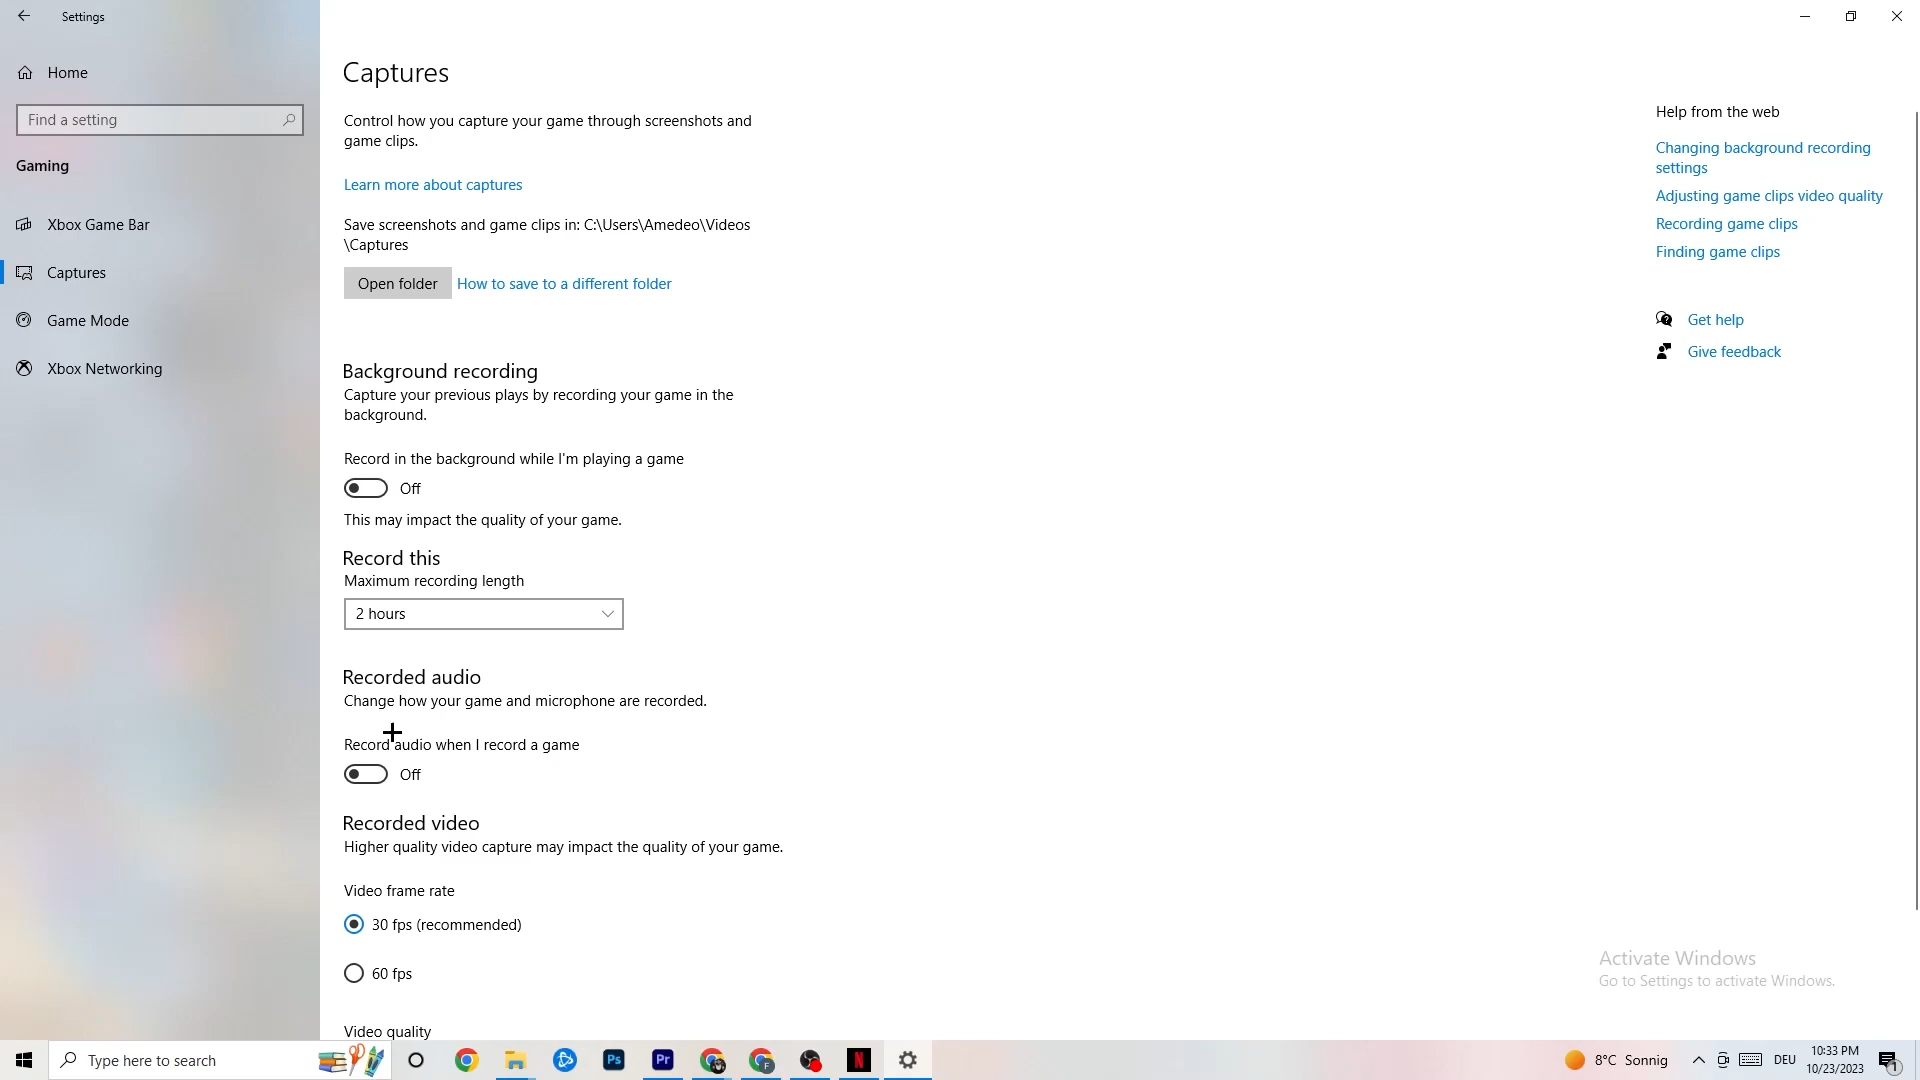 Settings
Home
Find a setting
Gaming
Xbox Game Bar
Captures
Game Mode
Xbox Networking
Captures
Control how you capture your game through screenshots and
game clips.
Learn more about captures
Save screenshots and game clips in: C:\Users\Amedeo\Videos
\Captures
Open folder
How to save to a different folder
Background recording
Capture your previous plays by recording your game in the
background.
Record in the background while I'm playing a game
Off
This may impact the quality of your game.
Record this
Maximum recording length
2 hours
Recorded audio
Change how your game and microphone are recorded.
Record audio when I record a game
Off
Recorded video
Higher quality video capture may impact the quality of your game.
Video frame rate
30 fps (recommended)
60 fps
Video quality
Help from the web
Changing background recording
settings
Adjusting game clips video quality
Recording game clips
Finding game clips
Get help
Give feedback
Activate Windows
Go to Settings to activate Windows.
Type here to search
Ps
Pr
F
N
8°C Sonnig
DEU
10:33 PM
10/23/2023
1